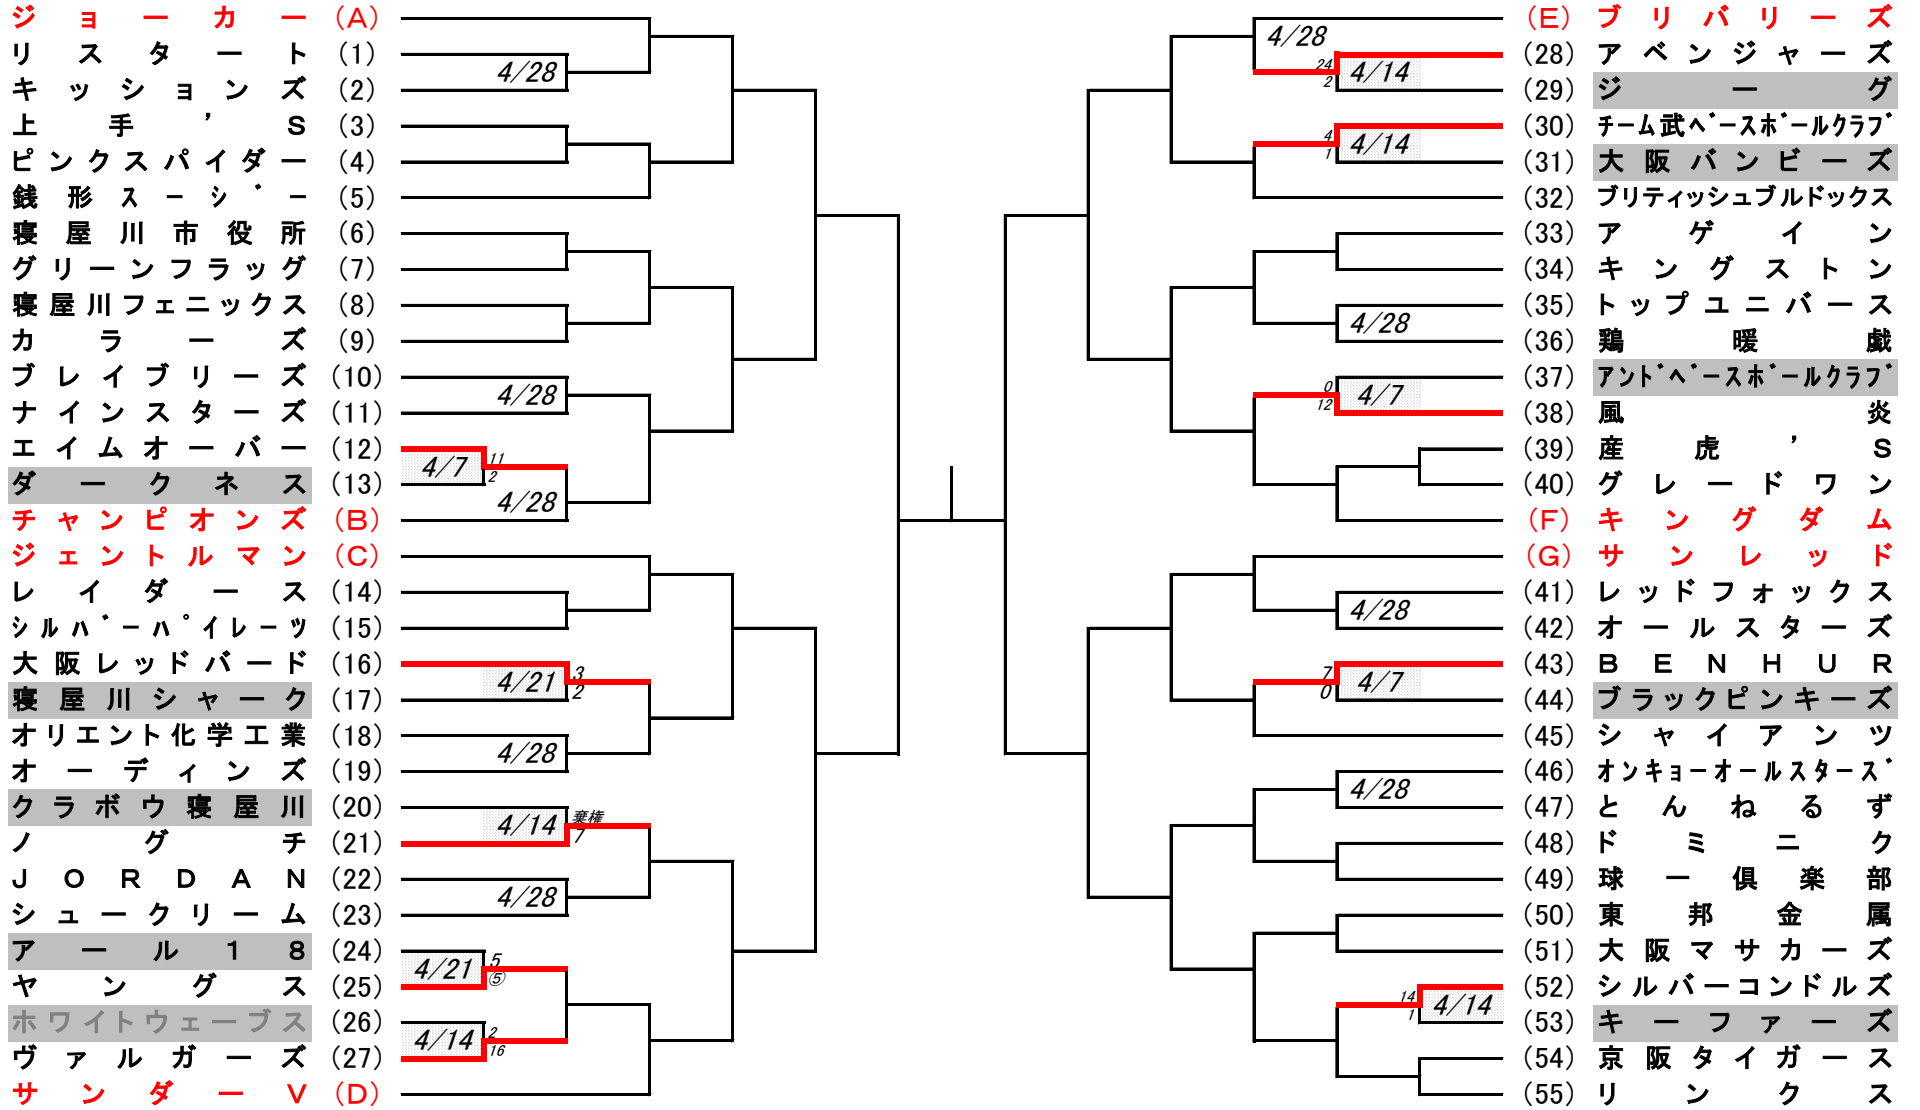 ジョーカー (A)
リスタート (1)
4/28
キッションズ (2)
上手’S (3)
ピンクスパイダー (4)
銭形スーシ゛ー (5)
寝屋川市役所 (6)
グリーンフラッグ (7)
寝屋川フェニックス (8)
カラーズ (9)
ブレイブリーズ (10)
4/28
ナインスターズ (11)
エイムオーバー (12)
4/7 11
2
ダークネス (13)
4/28
チャンピオンズ (B)
ジェントルマン (C)
レイダース (14)
シルハ゛ーハ゜イレーツ (15)
大阪レッドバード (16)
4/21 3
2
寝屋川シャーク (17)
オリエント化学工業 (18)
4/28
オーディンズ (19)
クラボウ寝屋川 (20)
4/14 棄権
7
ノグチ (21)
JORDAN (22)
4/28
シュークリーム (23)
アール18 (24)
4/21 5
⑤
ヤングス (25)
ホワイトウェーブス (26)
4/14 2
16
ヴァルガーズ (27)
サンダーV (D)
(E) ブリバリーズ
4/28
(28) アベンジャーズ
24
2 4/14
(29) ジーグ
(30) チーム武ヘ゛ースホ゛ールクラフ゛
4
1 4/14
(31) 大阪バンビーズ
(32) ブリティッシュブルドックス
(33) アゲイン
(34) キングストン
(35) トップユニバース
4/28
(36) 鶏暖戯
(37) アント゛ヘ゛ースホ゛ールクラフ゛
0
12 4/7
(38) 風炎
(39) 産虎’S
(40) グレードワン
(F) キングダム
(G) サンレッド
(41) レッドフォックス
4/28
(42) オールスターズ
(43) BENHUR
7
0 4/7
(44) ブラックピンキーズ
(45) シャイアンツ
(46) オンキョーオールスタース゛
4/28
(47) とんねるず
(48) ドミニク
(49) 球一倶楽部
(50) 東邦金属
(51) 大阪マサカーズ
(52) シルバーコンドルズ
14
1 4/14
(53) キーファーズ
(54) 京阪タイガース
(55) リンクス